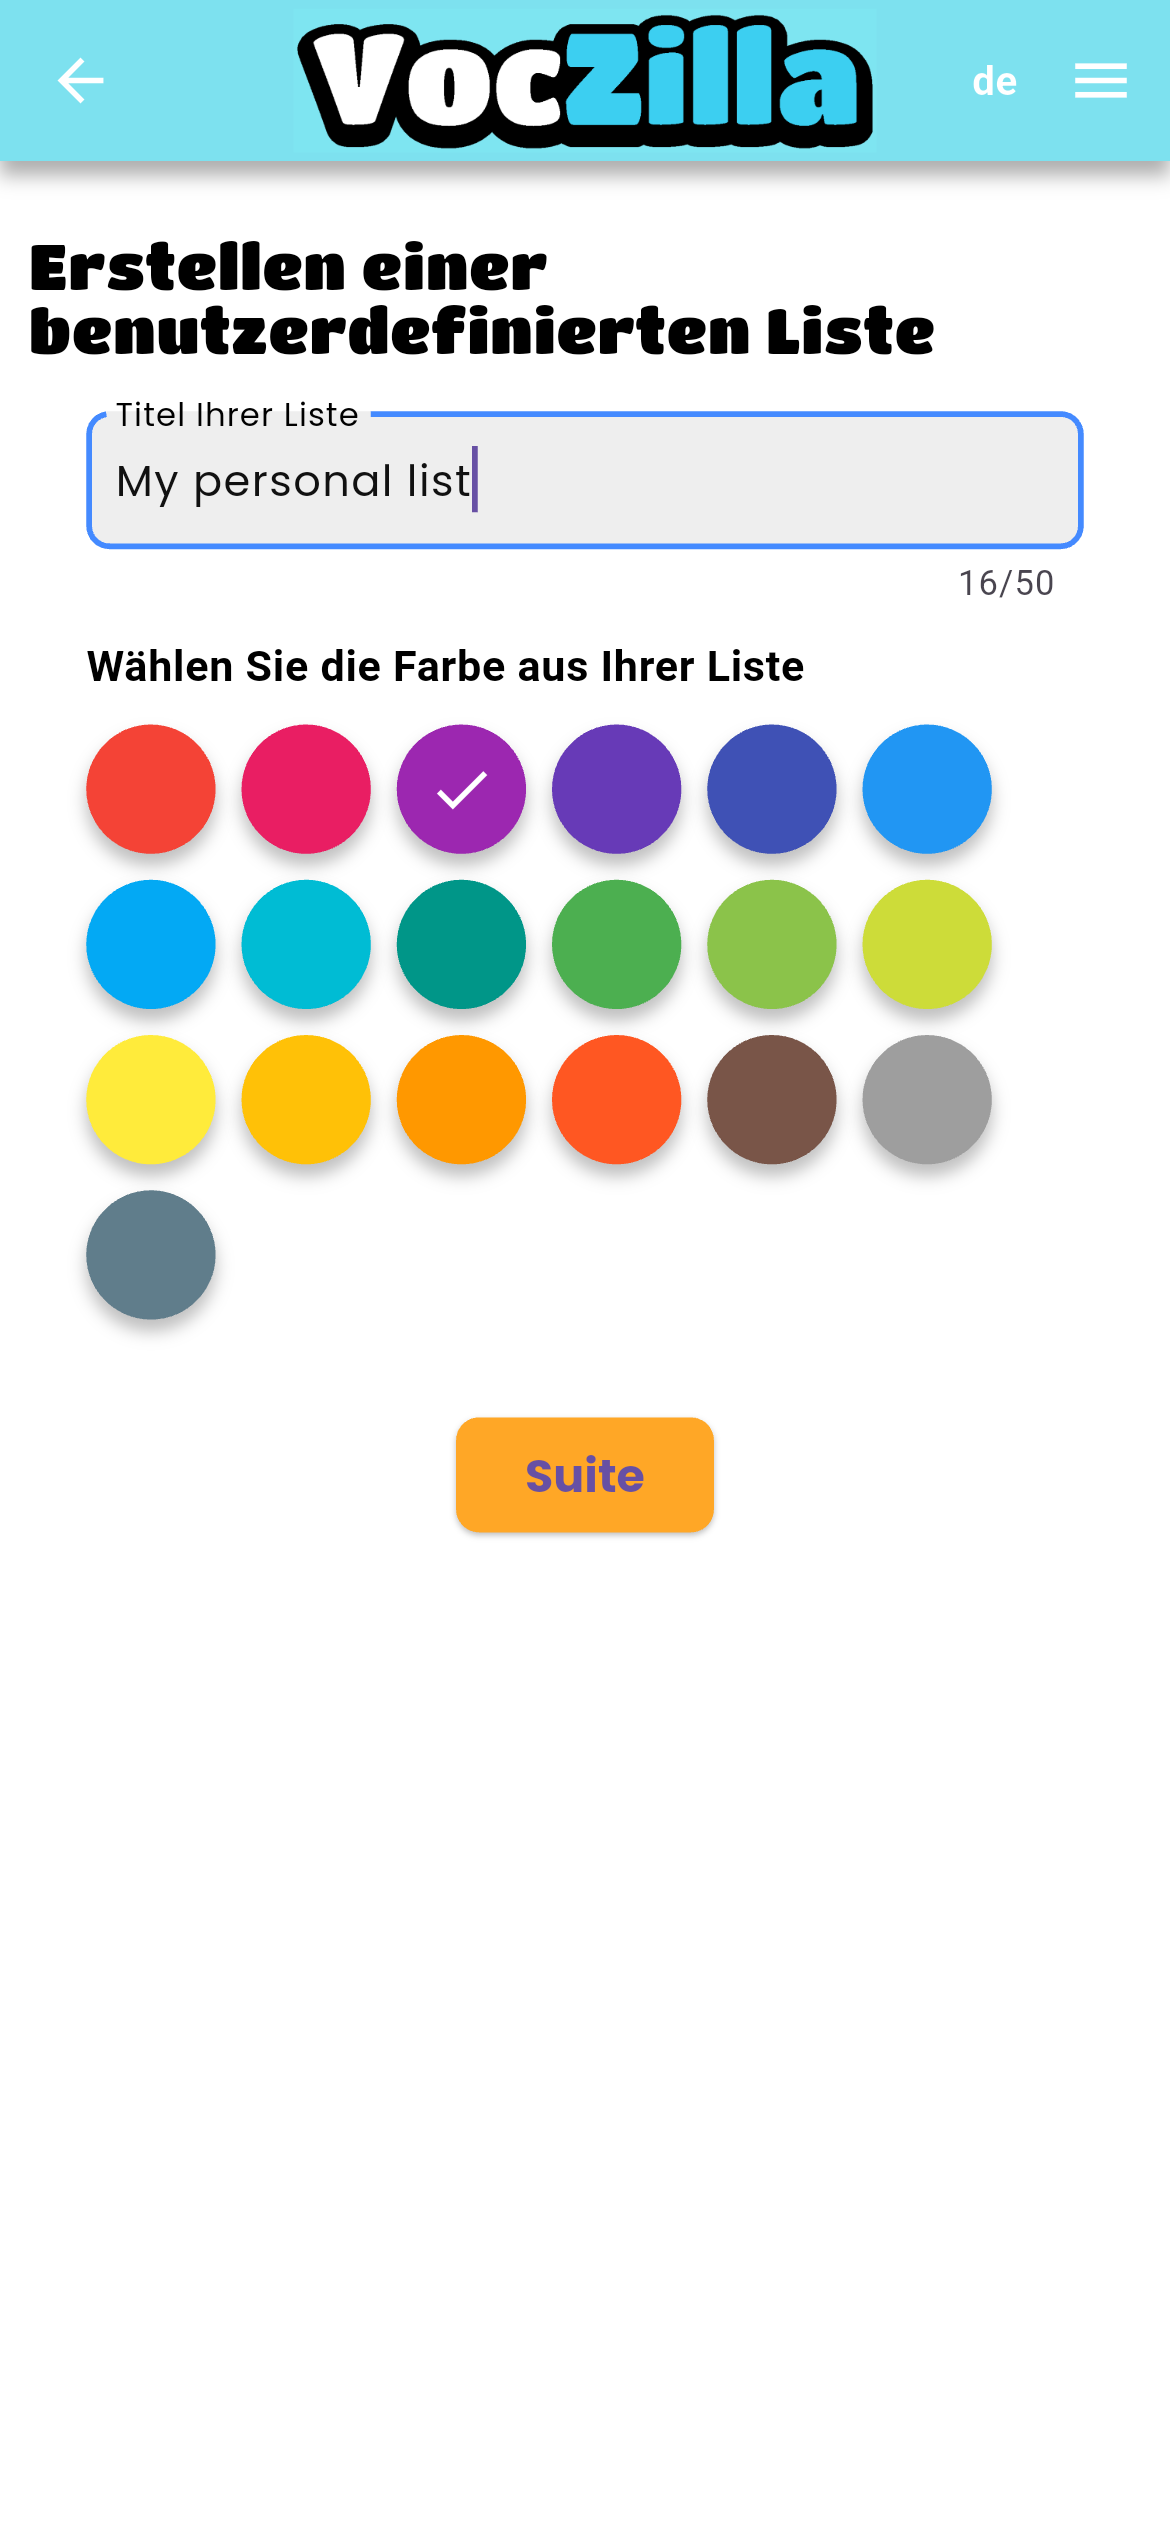 VocZilla
de
Erstellen einer
benutzerdefinierten Liste
Titel Ihrer Liste
My personal list
16/50
Wählen Sie die Farbe aus Ihrer Liste
Suite